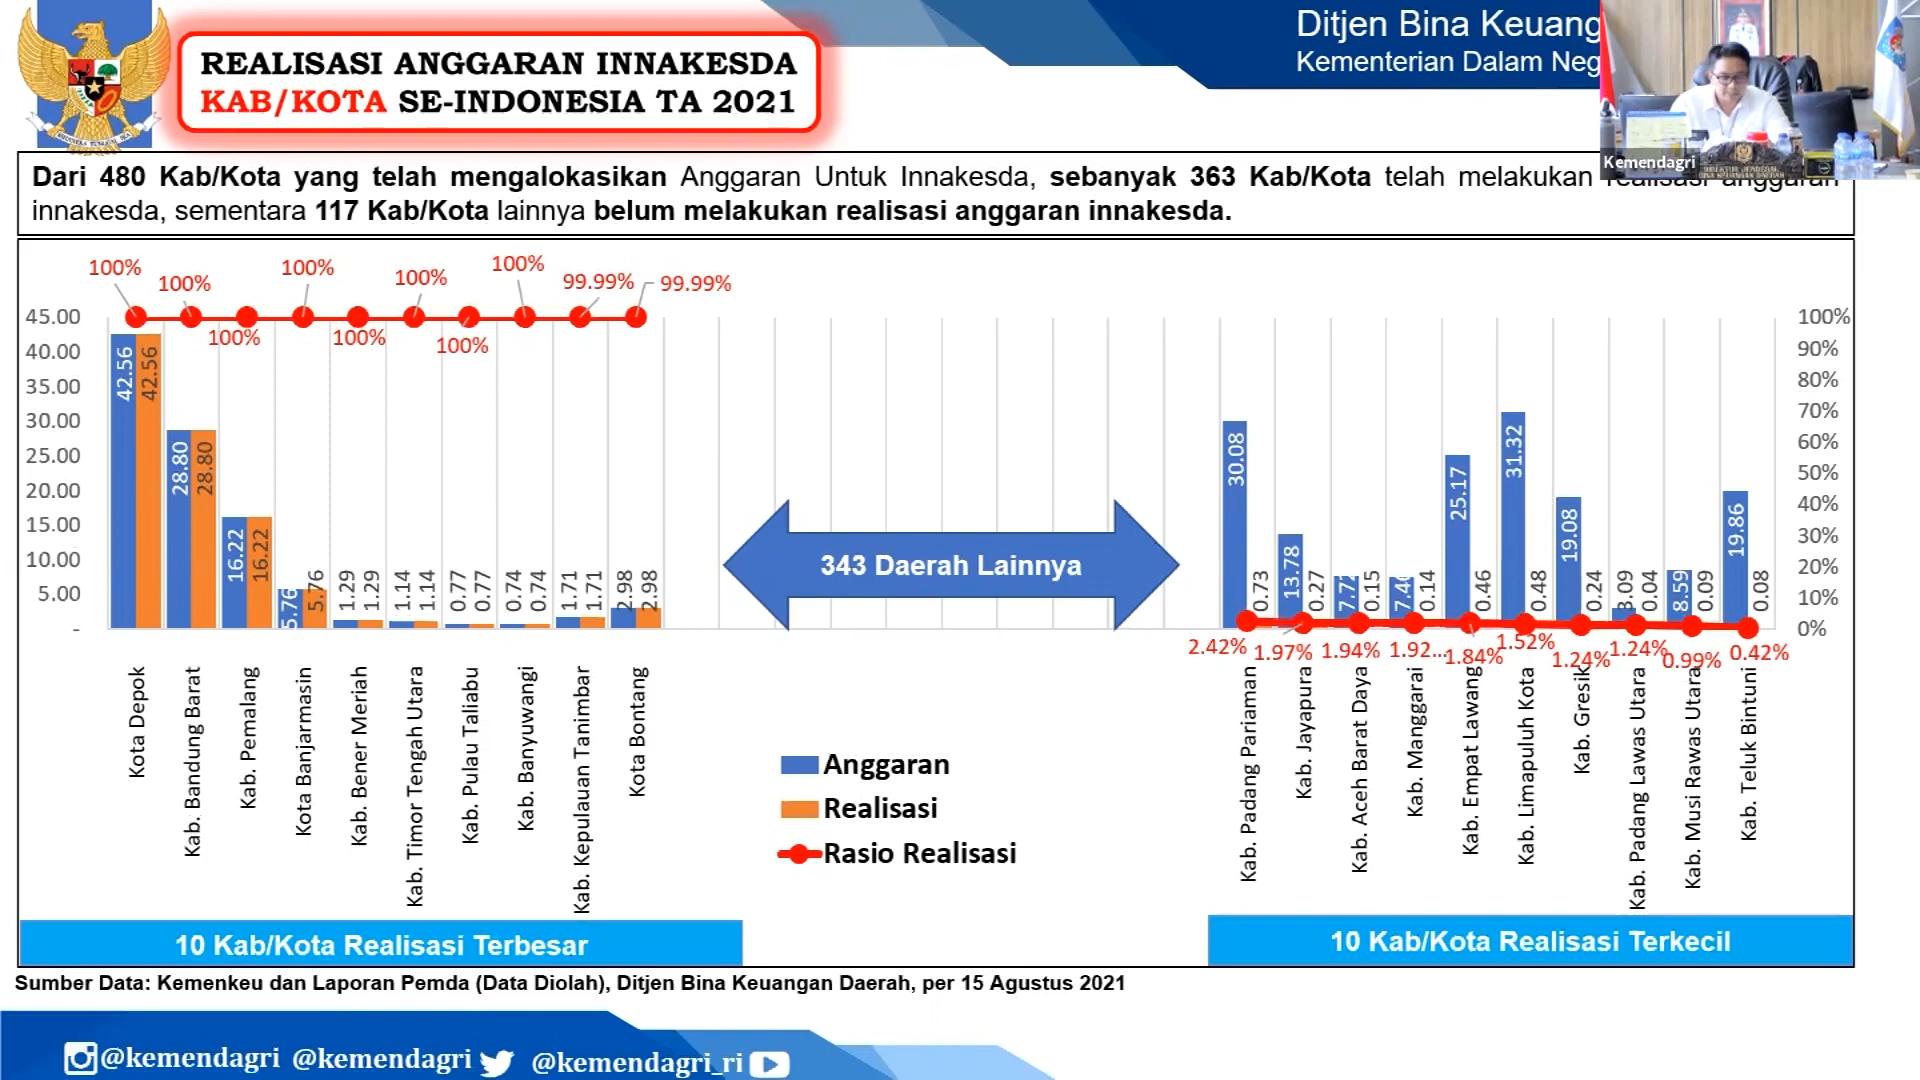 REALISASI ANGGARAN INNAKESDA
KAB/KOTA SE-INDONESIA TA 2021
Ditjen Bina Keuang
Kementerian Dalam Neg
Kemendagri
Dari 480 Kab/Kota yang telah mengalokasikan Anggaran Untuk Innakesda, sebanyak 363 Kab/Kota telah melakukan realisasi anggaran
innakesda, sementara 117 Kab/Kota lainnya belum melakukan realisasi anggaran innakesda.
100% 100% 100% 100% 100% 100% 100% 100% 99.99% 99.99%
45.00
40.00
35.00
30.00
25.00
20.00
15.00
10.00
5.00
-
42.56 42.56
28.80 28.80
16.22 16.22
5.76 5.76
1.29 1.29
1.14 1.14
0.77 0.77
0.74 0.74
1.71 1.71
2.98 2.98
Kota Depok
Kab. Bandung Barat
Kab. Pemalang
Kota Banjarmasin
Kab. Bener Meriah
Kab. Timor Tengah Utara
Kab. Pulau Taliabu
Kab. Banyuwangi
Kab. Kepulauan Tanimbar
Kota Bontang
343 Daerah Lainnya
Anggaran
Realisasi
Rasio Realisasi
30.08 0.73
13.78 0.27
7.72 0.15
7.46 0.14
25.17 0.46
31.32 0.48
19.08 0.24
3.09 0.04
8.59 0.09
19.86 0.08
100%
90%
80%
70%
60%
50%
40%
30%
20%
10%
0%
2.42% 1.97% 1.94% 1.92... 1.84% 1.52% 1.24% 1.24% 0.99% 0.42%
Kab. Padang Pariaman
Kab. Jayapura
Kab. Aceh Barat Daya
Kab. Manggarai
Kab. Empat Lawang
Kab. Limapuluh Kota
Kab. Gresik
Kab. Padang Lawas Utara
Kab. Musi Rawas Utara
Kab. Teluk Bintuni
10 Kab/Kota Realisasi Terbesar
10 Kab/Kota Realisasi Terkecil
Sumber Data: Kemenkeu dan Laporan Pemda (Data Diolah), Ditjen Bina Keuangan Daerah, per 15 Agustus 2021
@kemendagri @kemendagri @kemendagri_ri